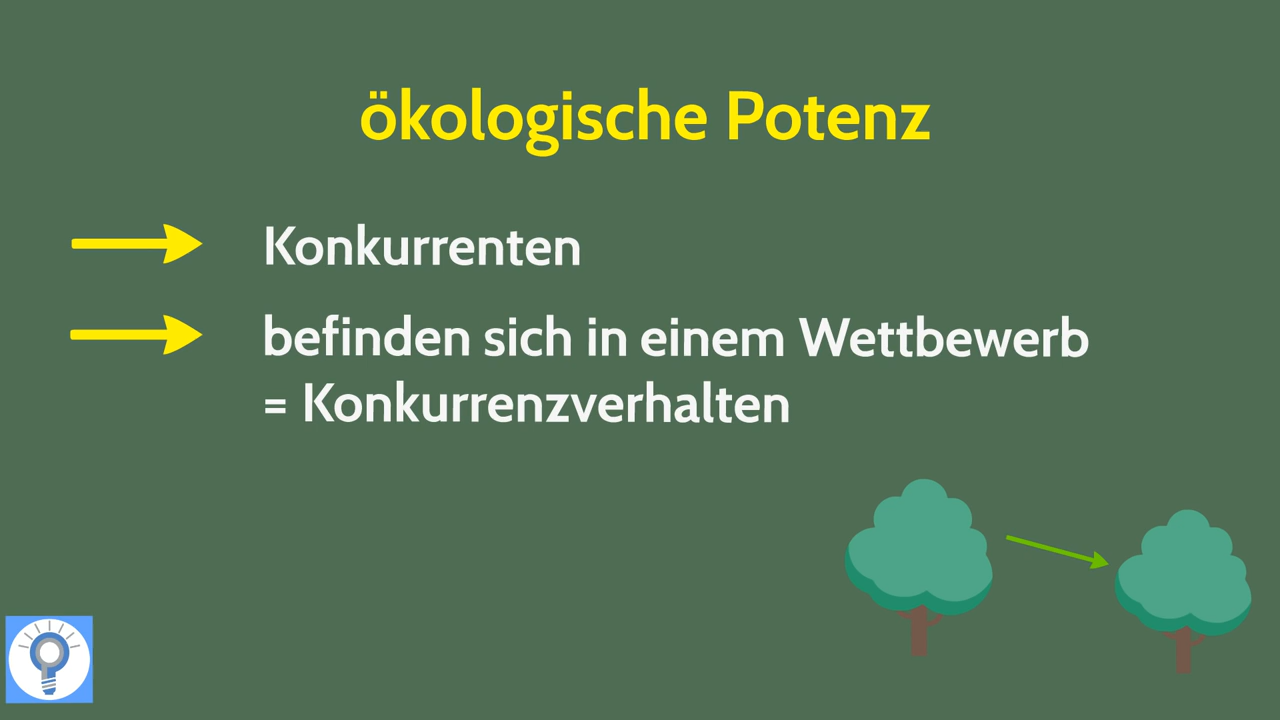 ökologische Potenz
Konkurrenten
befinden sich in einem Wettbewerb
= Konkurrenzverhalten